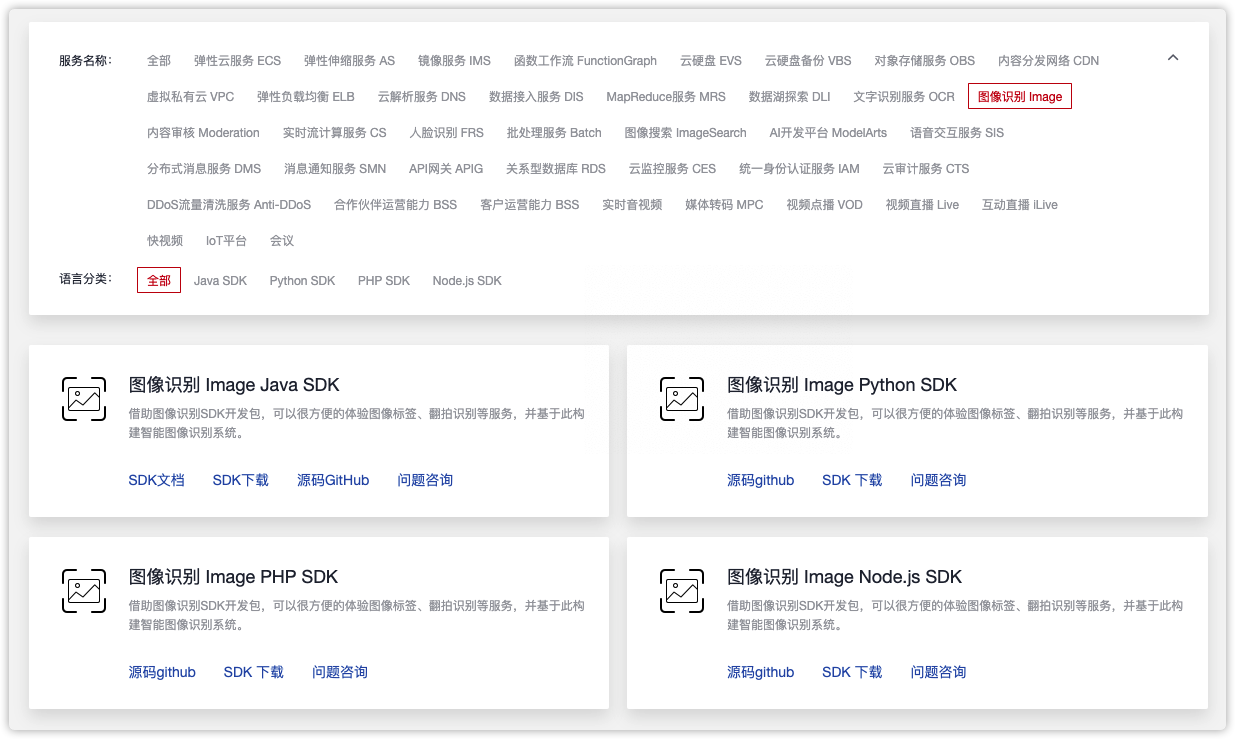 服务名称： 全部 弹性云服务 ECS 弹性伸缩服务 AS 镜像服务 IMS 函数工作流 FunctionGraph 云硬盘 EVS 云硬盘备份 VBS 对象存储服务 OBS 内容分发网络 CDN
虚拟私有云 VPC 弹性负载均衡 ELB 云解析服务 DNS 数据接入服务 DIS MapReduce服务 MRS 数据湖探索 DLI 文字识别服务 OCR 图像识别 Image
内容审核 Moderation 实时流计算服务 CS 人脸识别 FRS 批处理服务 Batch 图像搜索 ImageSearch AI开发平台 ModelArts 语音交互服务 SIS
分布式消息服务 DMS 消息通知服务 SMN API网关 APIG 关系型数据库 RDS 云监控服务 CES 统一身份认证服务 IAM 云审计服务 CTS
DDoS流量清洗服务 Anti-DDoS 合作伙伴运营能力 BSS 客户运营能力 BSS 实时音视频 媒体转码 MPC 视频点播 VOD 视频直播 Live 互动直播 iLive
快视频 IoT平台 会议
语言分类： 全部 Java SDK Python SDK PHP SDK Node.js SDK
图像识别 Image Java SDK
借助图像识别SDK开发包，可以很方便的体验图像标签、翻拍识别等服务，并基于此构
建智能图像识别系统。
SDK文档 SDK下载 源码GitHub 问题咨询
图像识别 Image Python SDK
借助图像识别SDK开发包，可以很方便的体验图像标签、翻拍识别等服务，并基于此构
建智能图像识别系统。
源码github SDK 下载 问题咨询
图像识别 Image PHP SDK
借助图像识别SDK开发包，可以很方便的体验图像标签、翻拍识别等服务，并基于此构
建智能图像识别系统。
源码github SDK 下载 问题咨询
图像识别 Image Node.js SDK
借助图像识别SDK开发包，可以很方便的体验图像标签、翻拍识别等服务，并基于此构
建智能图像识别系统。
源码github SDK 下载 问题咨询